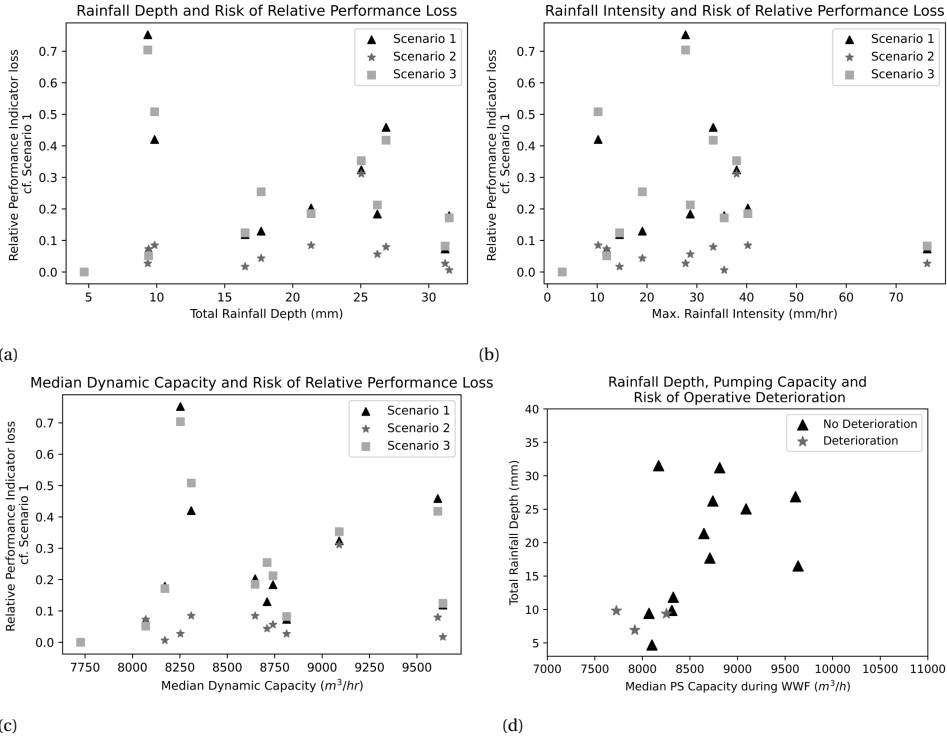 Rainfall Depth and Risk of Relative Performance Loss
Relative Performance Indicator loss
cf. Scenario 1
0.7
0.6
0.5
0.4
0.3
0.2
0.1
0.0
Scenario 1
Scenario 2
Scenario 3
5 10 15 20 25 30
Total Rainfall Depth (mm)
(a)
Rainfall Intensity and Risk of Relative Performance Loss
Relative Performance Indicator loss
cf. Scenario 1
0.7
0.6
0.5
0.4
0.3
0.2
0.1
0.0
Scenario 1
Scenario 2
Scenario 3
0 10 20 30 40 50 60 70
Max. Rainfall Intensity (mm/hr)
(b)
Median Dynamic Capacity and Risk of Relative Performance Loss
Relative Performance Indicator loss
cf. Scenario 1
0.7
0.6
0.5
0.4
0.3
0.2
0.1
0.0
Scenario 1
Scenario 2
Scenario 3
7750 8000 8250 8500 8750 9000 9250 9500
Median Dynamic Capacity (m³/hr)
(c)
Rainfall Depth, Pumping Capacity and
Risk of Operative Deterioration
Total Rainfall Depth (mm)
40
35
30
25
20
15
10
5
No Deterioration
Deterioration
7000 7500 8000 8500 9000 9500 10000 10500 11000
Median PS Capacity during WWF (m³/h)
(d)